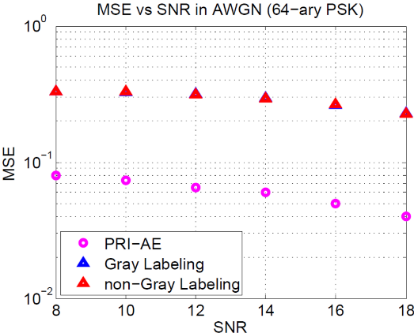 MSE vs SNR in AWGN (64-ary PSK)
10^0
10^-1
10^-2
MSE
PRI-AE
Gray Labeling
non-Gray Labeling
8 10 12 14 16 18
SNR